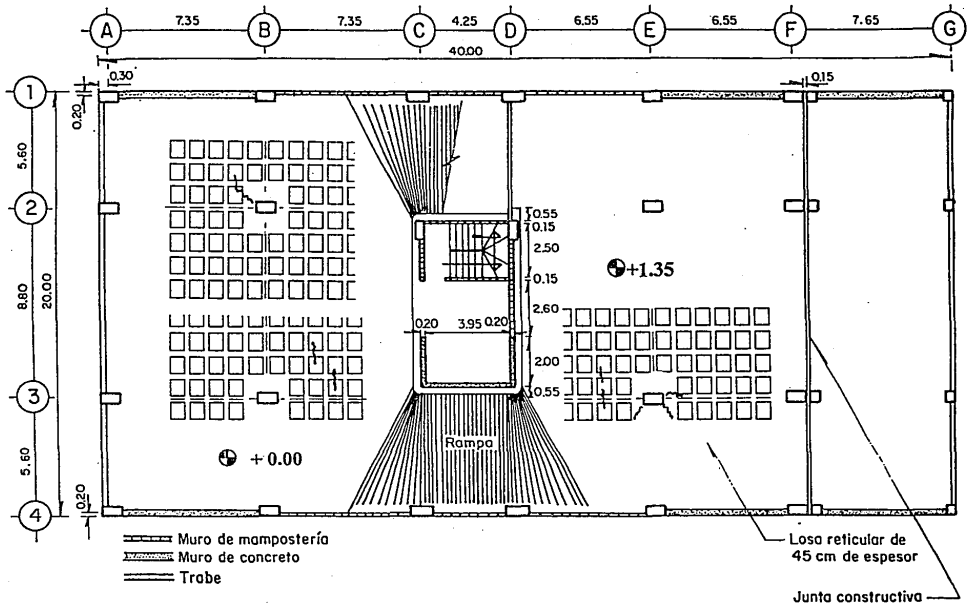 7.35 7.35 4.25 6.55 6.55 7.65
A B C D E F G
40.00
0.30 0.15
1
0.20
5.60
2
0.55
0.15
2.50
+1.35
8.80 20.00
0.15
2.60
0.20 3.95 0.20
2.00
3
0.55
Rampa
5.60
+ 0.00
0.20
4
Muro de mampostería
Muro de concreto
Trabe
Losa reticular de
45 cm de espesor
Junta constructiva